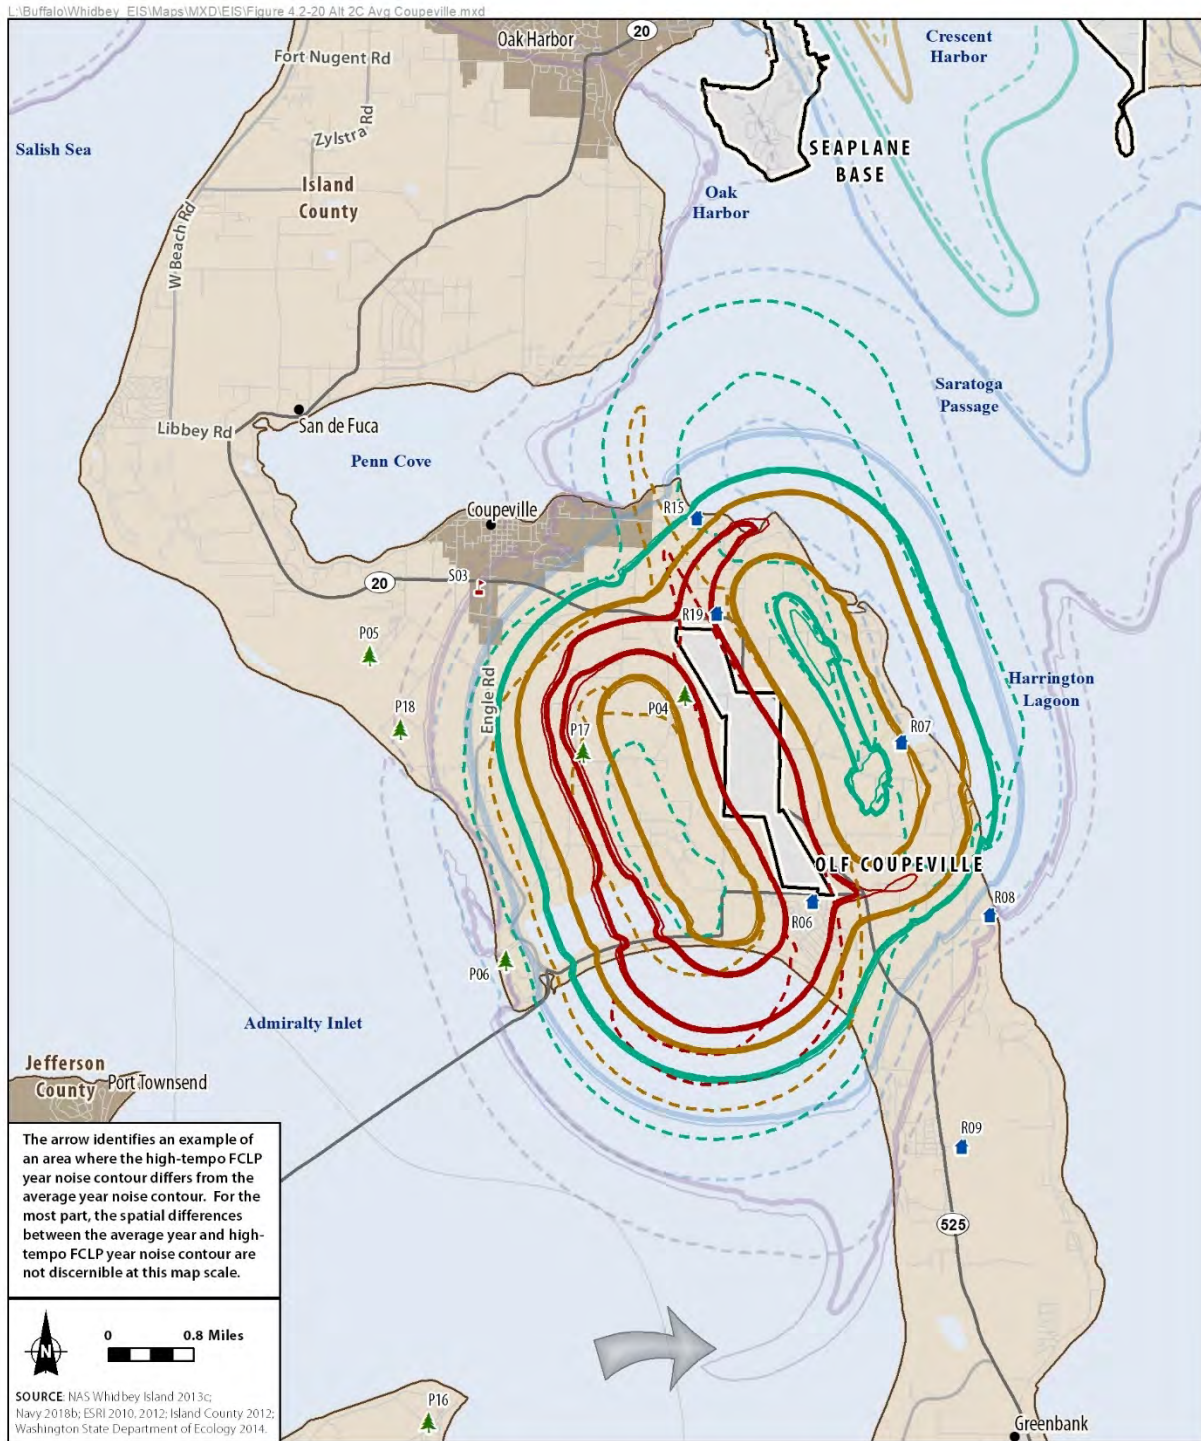 L:\Buffalo\Whidbey_EIS\Maps\MXD\EIS\Figure 4.2-20 Alt 2C Avg Coupeville.mxd
Oak Harbor
20
Crescent
Harbor
Fort Nugent Rd
Zylstra Rd
Salish Sea
SEAPLANE
BASE
Island
County
Oak
Harbor
W Beach Rd
Saratoga
Passage
San de Fuca
Libbey Rd
Penn Cove
Coupeville
R15
S03
20
R19
P05
Harrington
Lagoon
Engle Rd
P04
P18
P17
R07
OLF COUPEVILLE
R06
R08
P06
Admiralty Inlet
Jefferson
County
Port Townsend
R09
The arrow identifies an example of
an area where the high-tempo FCLP
year noise contour differs from the
average year noise contour. For the
most part, the spatial differences
between the average year and high-
tempo FCLP year noise contour are
not discernible at this map scale.
525
N
0 0.8 Miles
SOURCE: NAS Whidbey Island 2013c;
Navy 2018b; ESRI 2010, 2012; Island County 2012;
Washington State Department of Ecology 2014.
P16
Greenbank